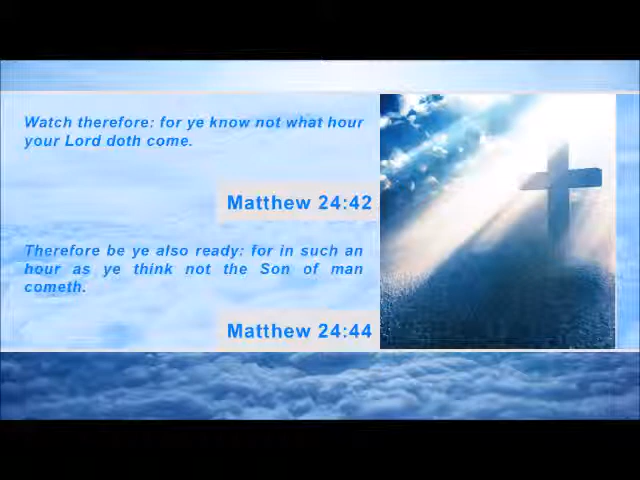 Watch therefore: for ye know not what hour
your Lord doth come.
Matthew 24:42
Therefore be ye also ready: for in such an
hour as ye think not the Son of man
cometh.
Matthew 24:44